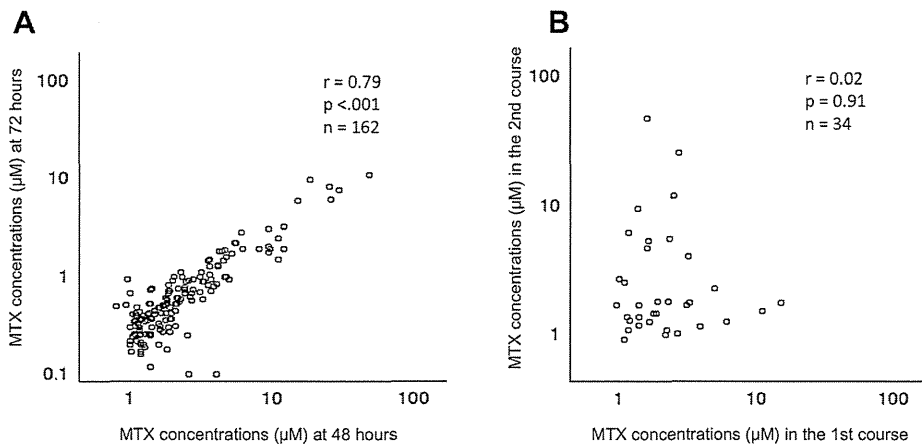 A
MTX concentrations (µM) at 72 hours
100
10
1
0.1
r = 0.79
p <.001
n = 162
1
10
100
MTX concentrations (µM) at 48 hours
B
MTX concentrations (µM) in the 2nd course
100
10
1
r = 0.02
p = 0.91
n = 34
1
10
100
MTX concentrations (µM) in the 1st course